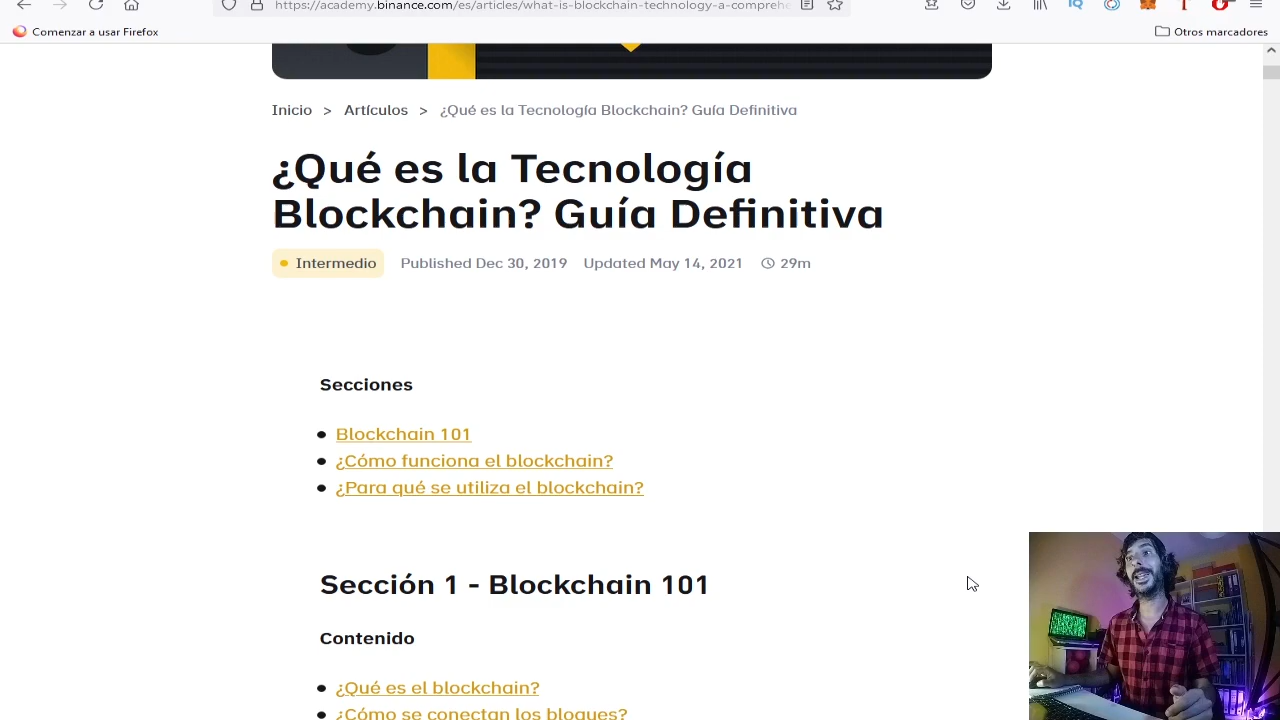 https://academy.binance.com/es/articles/what-is-blockchain-technology-a-comprehe
Comenzar a usar Firefox
Otros marcadores
Inicio > Artículos > ¿Qué es la Tecnología Blockchain? Guía Definitiva
¿Qué es la Tecnología
Blockchain? Guía Definitiva
Intermedio Published Dec 30, 2019 Updated May 14, 2021 29m
Secciones
Blockchain 101
¿Cómo funciona el blockchain?
¿Para qué se utiliza el blockchain?
Sección 1 - Blockchain 101
Contenido
¿Qué es el blockchain?
¿Cómo se conectan los bloques?